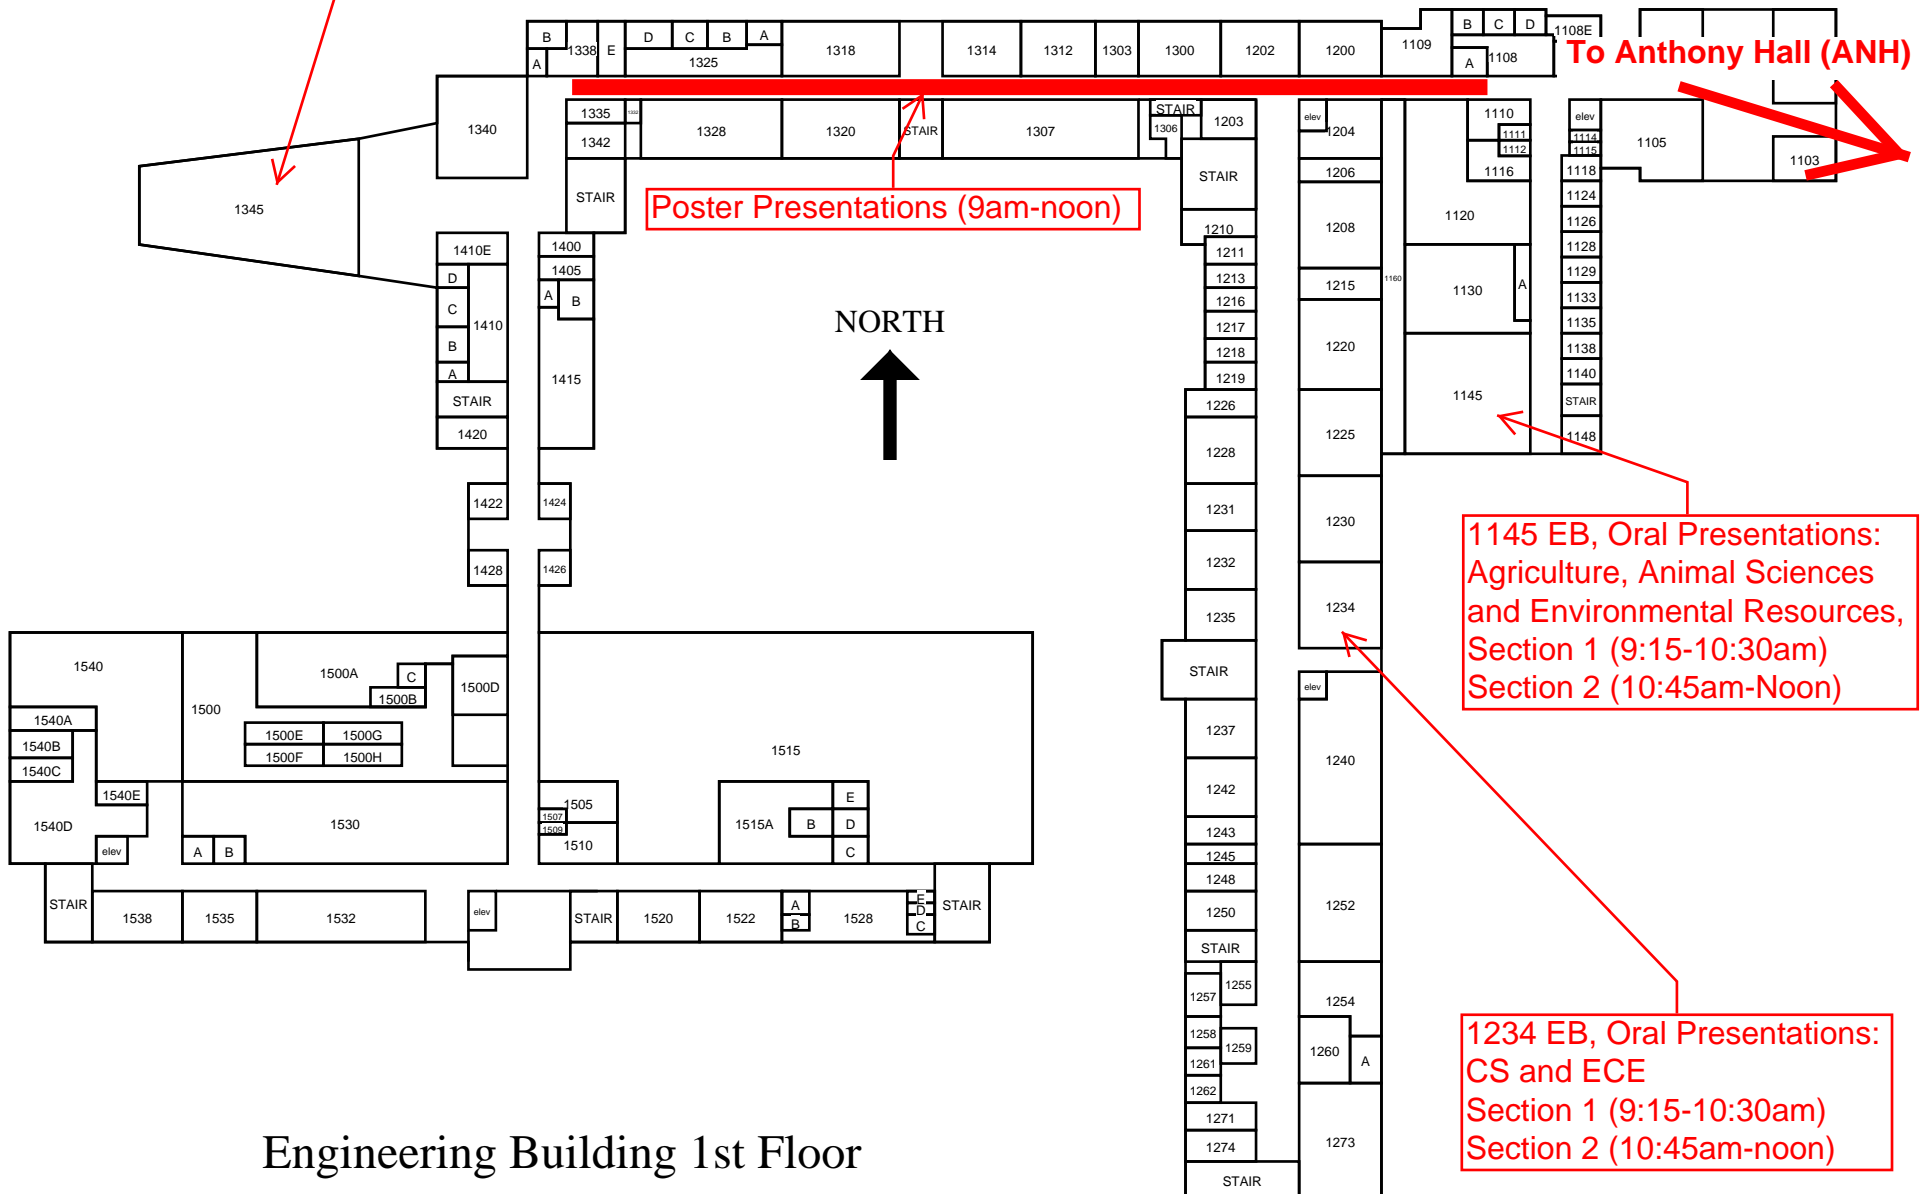 B
1338
E
D
C
B
A
1318
1314
1312
1303
1300
1202
1200
1109
B
C
D
1108E
A
1325
A
1108
To Anthony Hall (ANH)
1340
1335
1332
1328
1320
STAIR
1307
STAIR
1306
1203
elev
1204
1110
1111
1112
1116
elev
1114
1115
1105
1103
1342
STAIR
Poster Presentations (9am-noon)
STAIR
1206
1118
1345
1120
1124
1126
1210
1208
1128
1211
1410E
1400
1405
D
A
B
1213
1215
1160
1130
A
1129
1216
1133
C
1410
NORTH
1217
1135
B
1218
1220
1138
A
1415
1219
1140
STAIR
1226
1145
STAIR
1420
1228
1225
1148
1422
1424
1231
1230
1145 EB, Oral Presentations:
Agriculture, Animal Sciences
and Environmental Resources,
Section 1 (9:15-10:30am)
Section 2 (10:45am-Noon)
1428
1426
1232
1235
1234
STAIR
elev
1540
1500A
C
1500B
1500D
1500
1540A
1540B
1540C
1500E
1500G
1500F
1500H
1515
1237
1240
1540E
1540D
elev
1530
A
B
1505
1507
1509
1510
1515A
B
E
D
C
1242
1243
1245
1248
STAIR
1538
1535
1532
elev
STAIR
1520
1522
A
B
1528
E
D
C
STAIR
1250
1252
STAIR
1255
1257
1254
1258
1259
1260
A
1261
1262
1234 EB, Oral Presentations:
CS and ECE
Section 1 (9:15-10:30am)
Section 2 (10:45am-noon)
1271
1274
1273
STAIR
Engineering Building 1st Floor